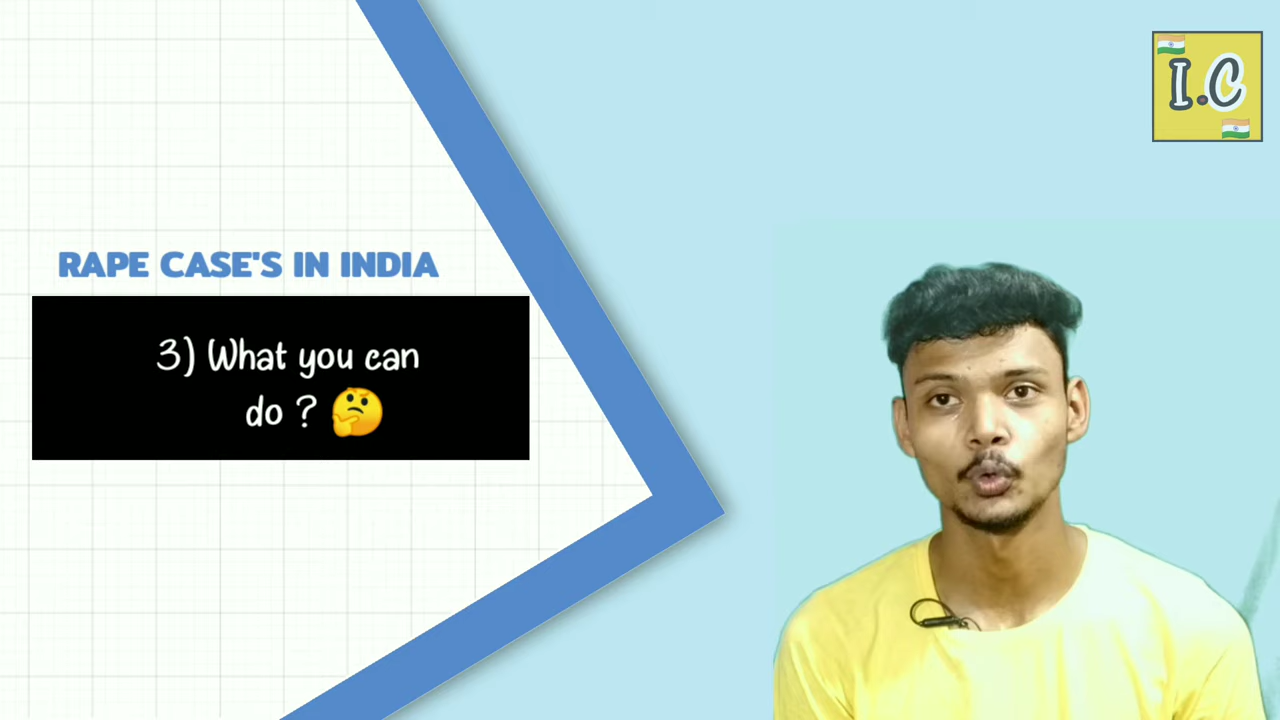 I.C
RAPE CASE'S IN INDIA
3) What you can
do ? 🤔